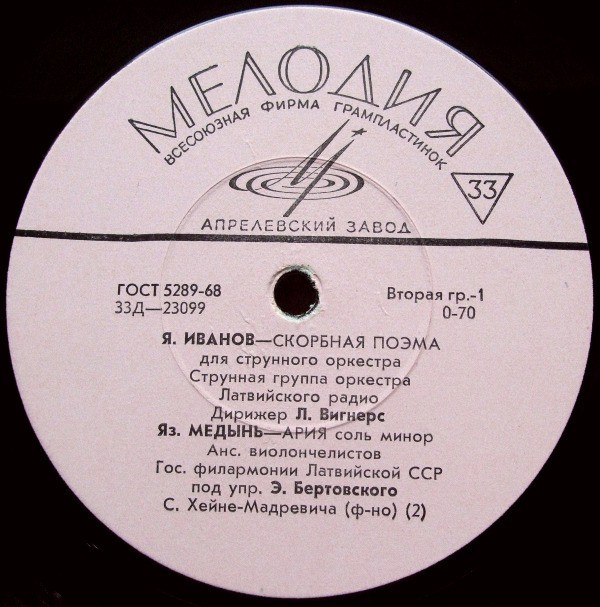 МЕЛОДИЯ
ВСЕСОЮЗНАЯ ФИРМА ГРАМПЛАСТИНОК
33
АПРЕЛЕВСКИЙ ЗАВОД
ГОСТ 5289-68
33Д—23099
Вторая гр.-1
0-70
Я. ИВАНОВ—СКОРБНАЯ ПОЭМА
для струнного оркестра
Струнная группа оркестра
Латвийского радио
Дирижер Л. Вигнерс
Яз. МЕДЫНЬ—АРИЯ соль минор
Анс. виолончелистов
Гос. филармонии Латвийской ССР
под упр. Э. Бертовского
С. Хейне-Мадревича (ф-но) (2)